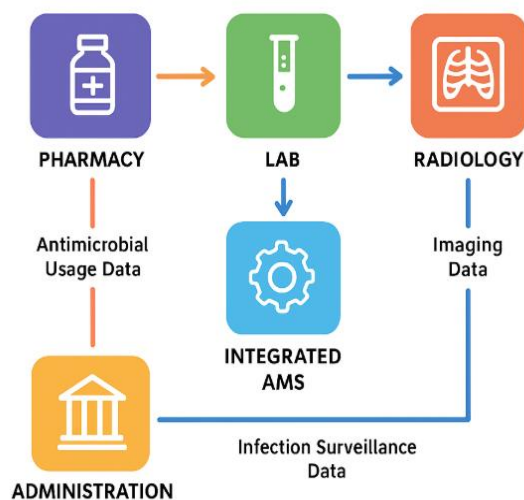 PHARMACY
LAB
RADIOLOGY
Antimicrobial
Usage Data
Imaging
Data
INTEGRATED
AMS
Infection Surveillance
Data
ADMINISTRATION